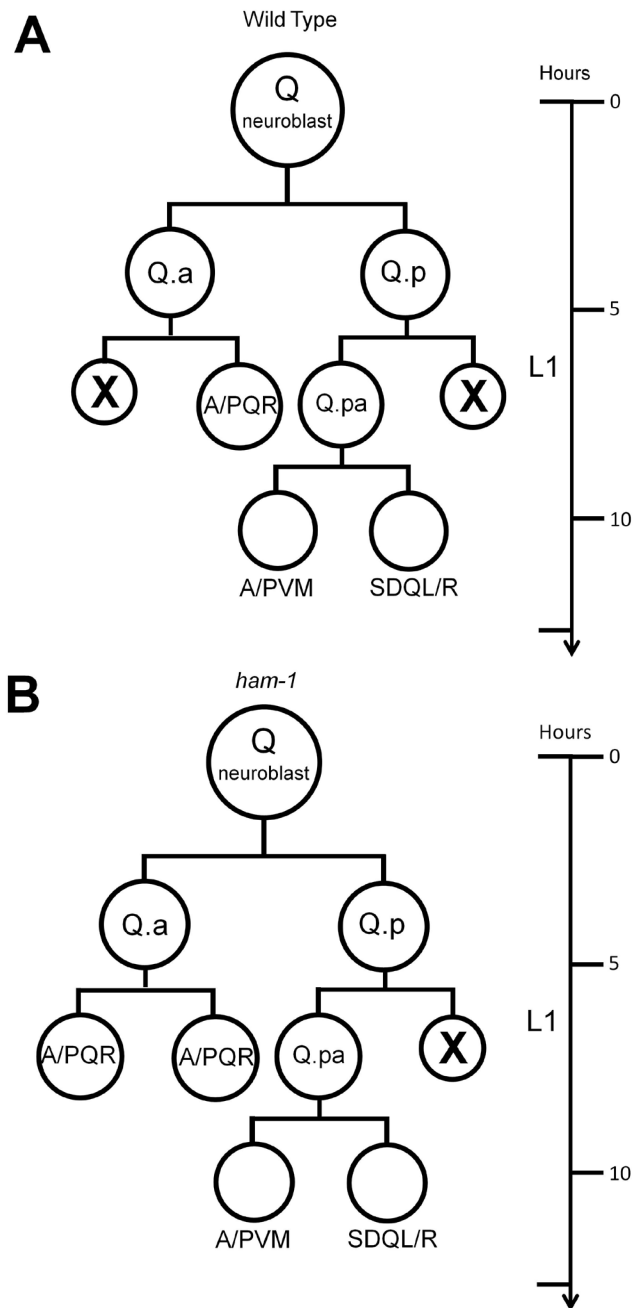 A
Wild Type
Hours
0
Q
neuroblast
Q.a
Q.p
5
L1
X
A/PQR
Q.pa
X
10
A/PVM
SDQL/R
B
ham-1
Hours
0
Q
neuroblast
Q.a
Q.p
5
L1
A/PQR
A/PQR
Q.pa
X
10
A/PVM
SDQL/R